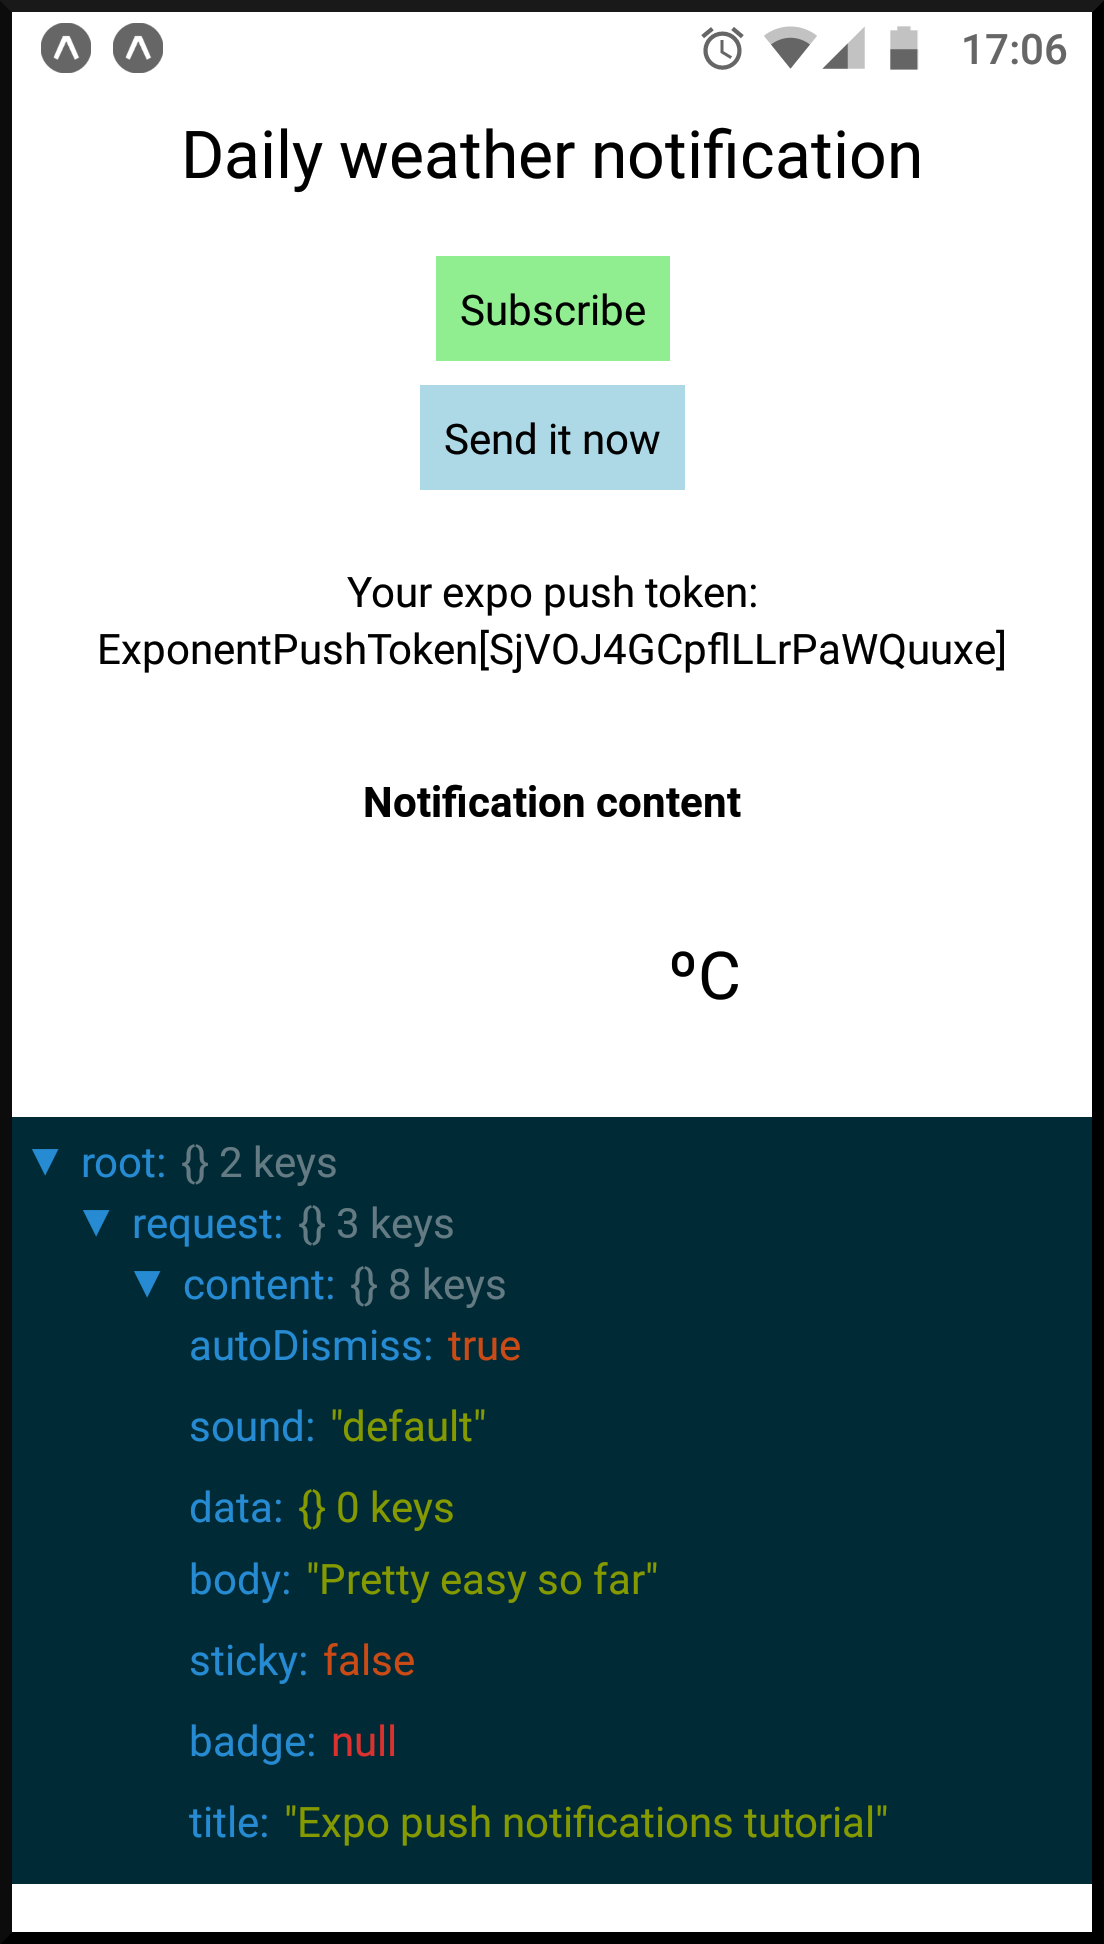 17:06
Daily weather notification
Subscribe
Send it now
Your expo push token:
ExponentPushToken[SjVOJ4GCpflLLrPaWQuuxe]
Notification content
ºC
▼ root: {} 2 keys
▼ request: {} 3 keys
▼ content: {} 8 keys
autoDismiss: true
sound: "default"
data: {} 0 keys
body: "Pretty easy so far"
sticky: false
badge: null
title: "Expo push notifications tutorial"